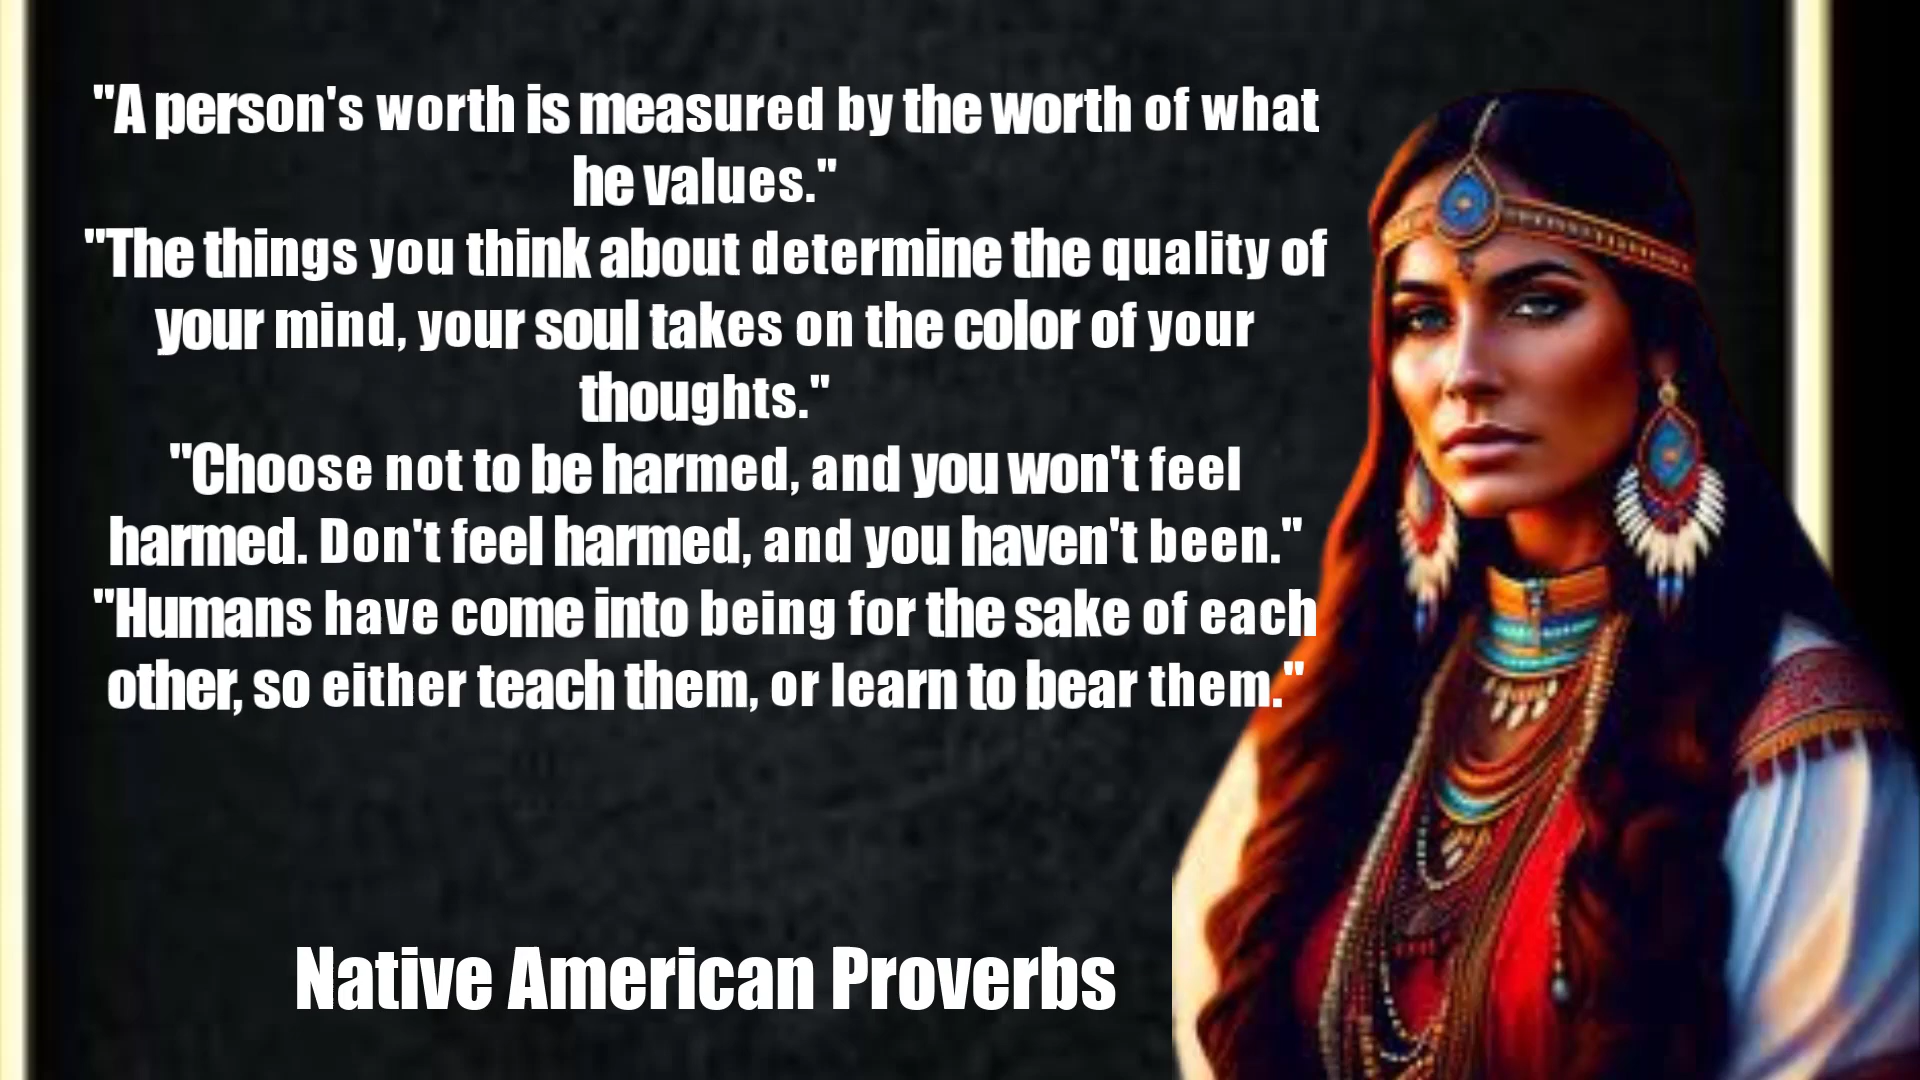 "A person's worth is measured by the worth of what
he values."
"The things you think about determine the quality of
your mind, your soul takes on the color of your
thoughts."
"Choose not to be harmed, and you won't feel
harmed. Don't feel harmed, and you haven't been."
"Humans have come into being for the sake of each
other, so either teach them, or learn to bear them."
Native American Proverbs